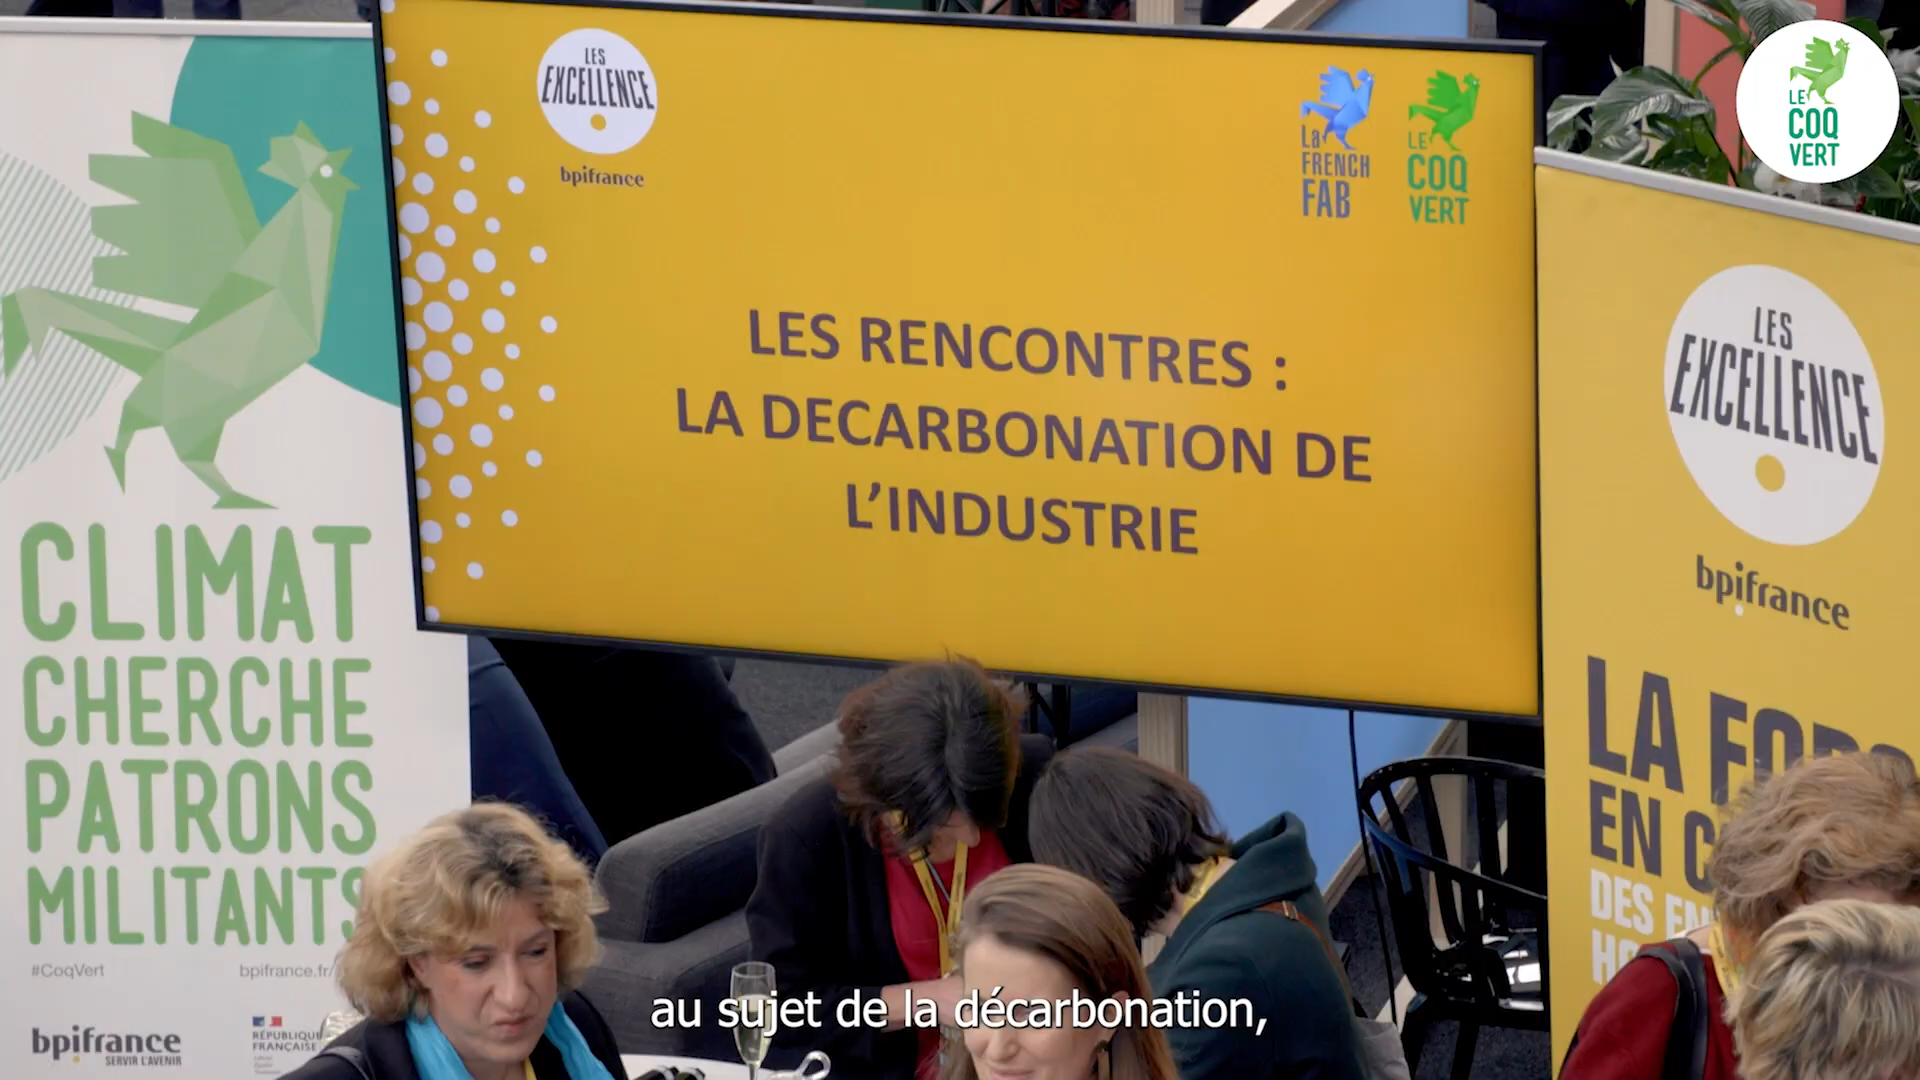 CLIMAT
CHERCHE
PATRONS
MILITANTS
#CoqVert
bpifrance.fr/
bpifrance
SERVIR L'AVENIR
RÉPUBLIQUE
FRANÇAISE
LES
EXCELLENCE
bpifrance
La
FRENCH
FAB
LE
COQ
VERT
LES RENCONTRES :
LA DECARBONATION DE
L'INDUSTRIE
LE
COQ
VERT
LES
EXCELLENCE
bpifrance
LA
EN
DES
au sujet de la décarbonation,